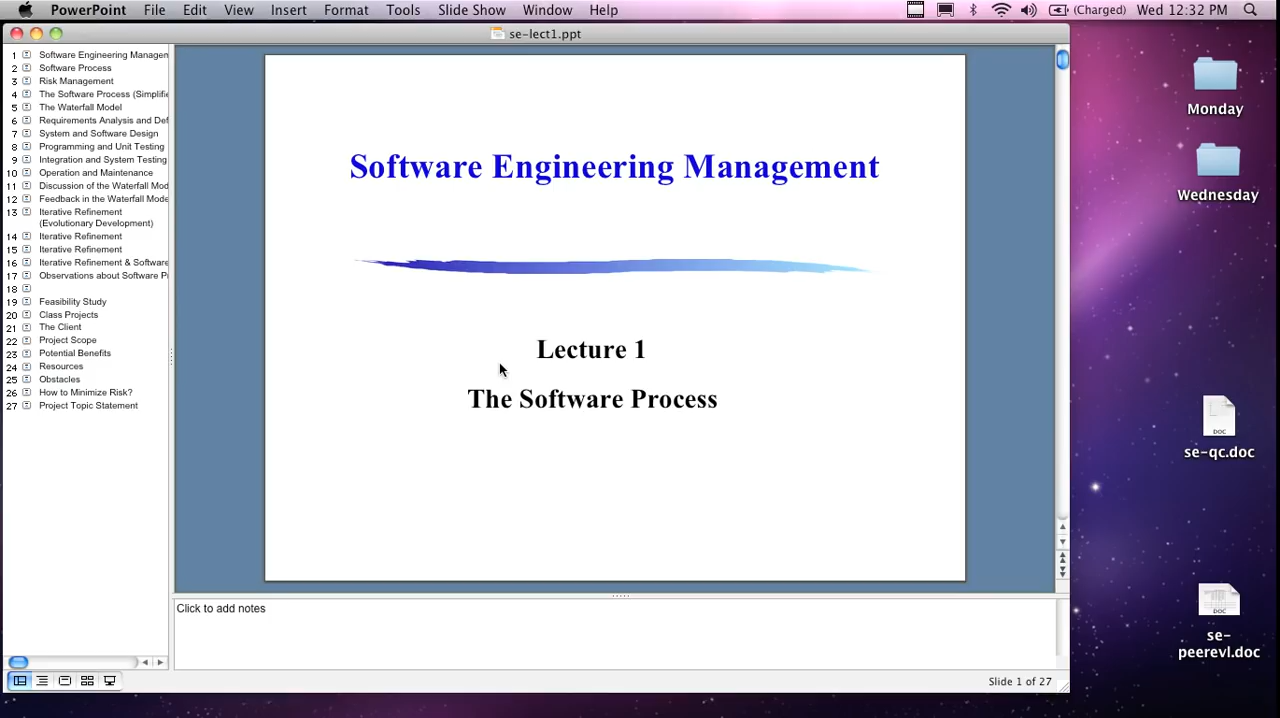 PowerPoint File Edit View Insert Format Tools Slide Show Window Help (Charged) Wed 12:32 PM
se-lect1.ppt
1 Software Engineering Managen
2 Software Process
3 Risk Management
4 The Software Process (Simplifie
5 The Waterfall Model
6 Requirements Analysis and Def
7 System and Software Design
8 Programming and Unit Testing
9 Integration and System Testing
10 Operation and Maintenance
11 Discussion of the Waterfall Mod
12 Feedback in the Waterfall Mode
13 Iterative Refinement
(Evolutionary Development)
14 Iterative Refinement
15 Iterative Refinement
16 Iterative Refinement & Software
17 Observations about Software Pr
18
19 Feasibility Study
20 Class Projects
21 The Client
22 Project Scope
23 Potential Benefits
24 Resources
25 Obstacles
26 How to Minimize Risk?
27 Project Topic Statement
Software Engineering Management
Lecture 1
The Software Process
Click to add notes
Slide 1 of 27
Monday
Wednesday
DOC
se-qc.doc
DOC
se-
peerevl.doc